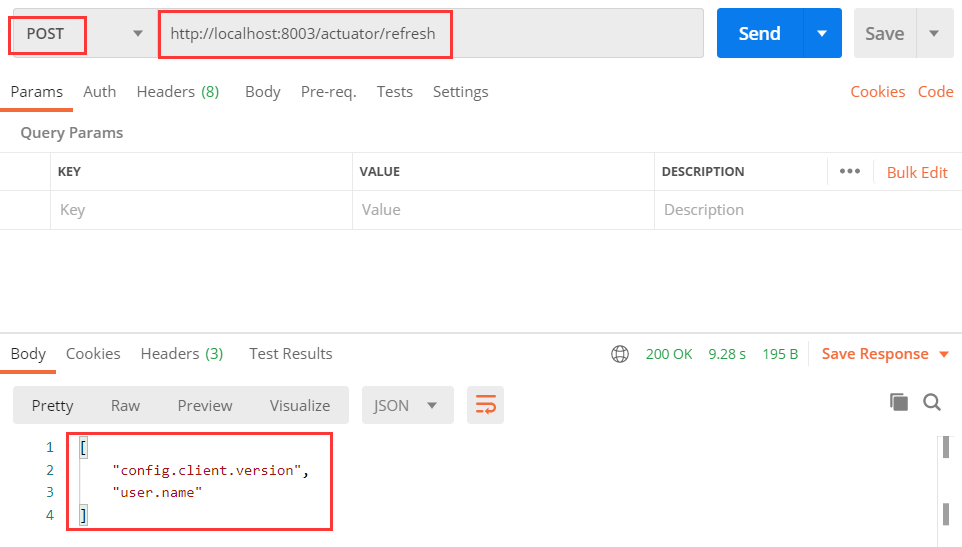 POST http://localhost:8003/actuator/refresh Send Save
Params Auth Headers (8) Body Pre-req. Tests Settings Cookies Code
Query Params
KEY VALUE DESCRIPTION ••• Bulk Edit
Key Value Description
Body Cookies Headers (3) Test Results 200 OK 9.28 s 195 B Save Response
Pretty Raw Preview Visualize JSON
1 [
2 "config.client.version",
3 "user.name"
4 ]